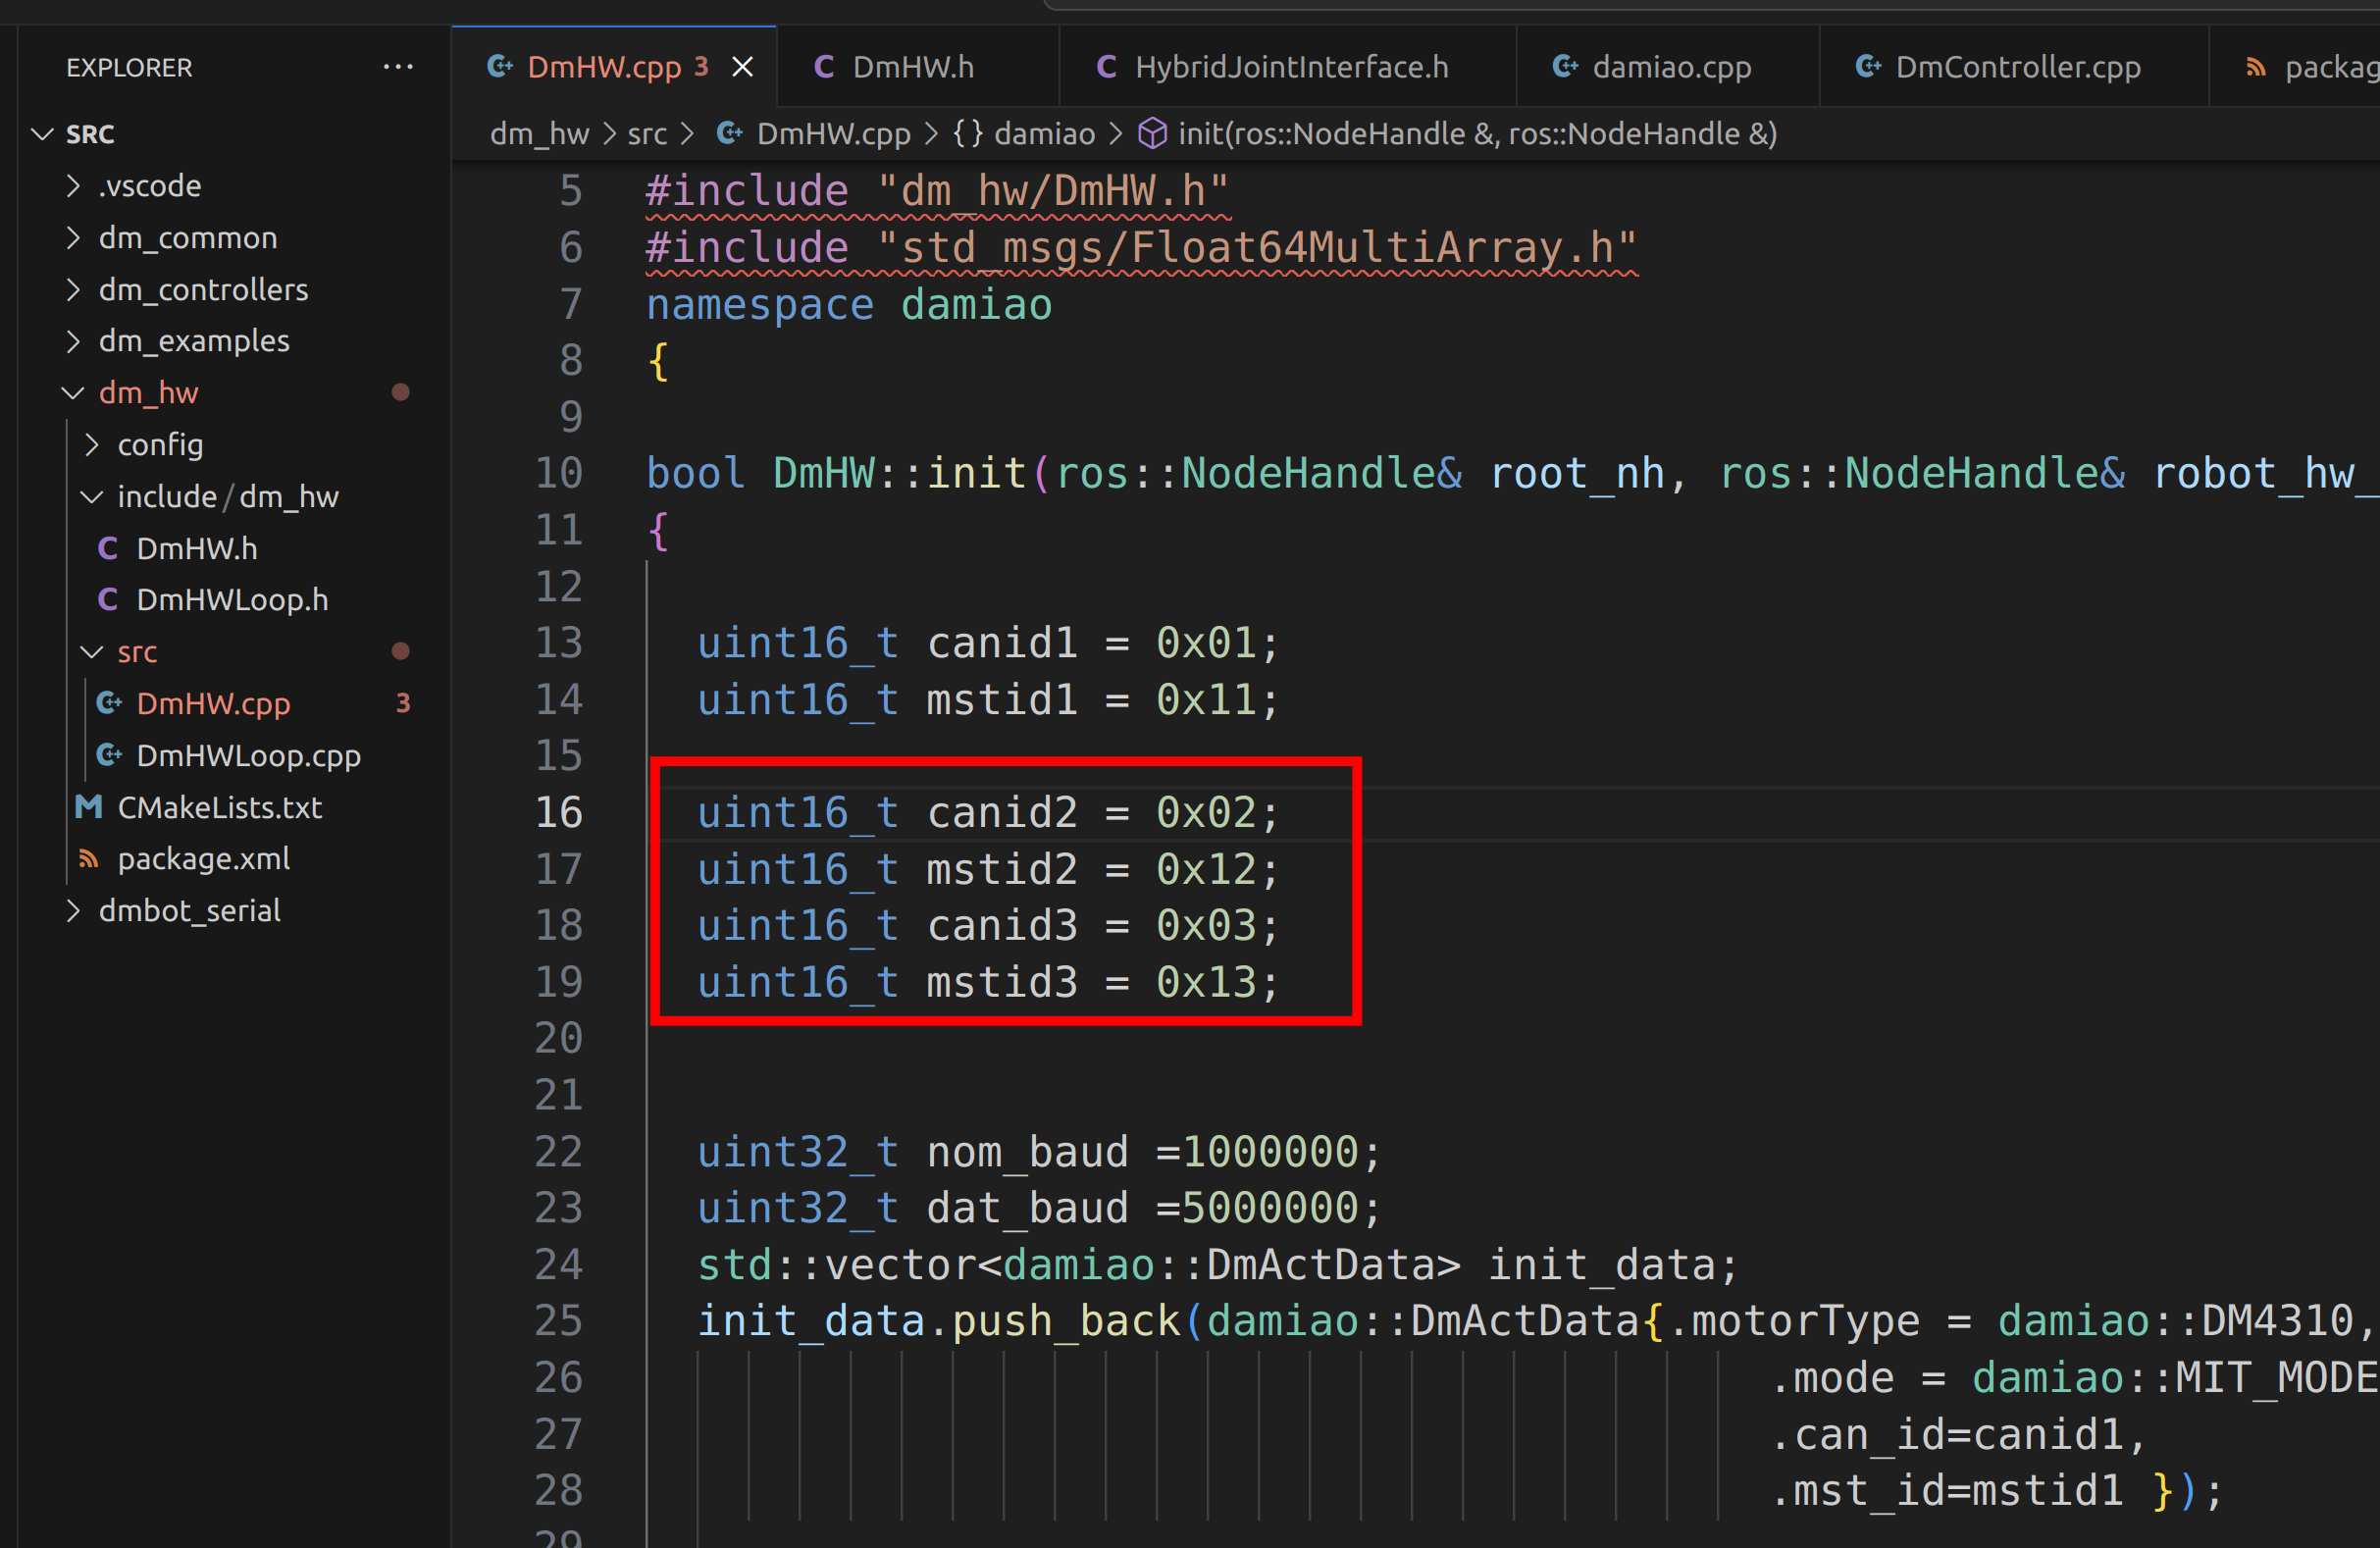 EXPLORER
···
SRC
.vscode
dm_common
dm_controllers
dm_examples
dm_hw
config
include/dm_hw
DmHW.h
DmHWLoop.h
src
DmHW.cpp 3
DmHWLoop.cpp
CMakeLists.txt
package.xml
dmbot_serial
DmHW.cpp 3
DmHW.h
HybridJointInterface.h
damiao.cpp
DmController.cpp
packag
dm_hw > src > DmHW.cpp > {} damiao > init(ros::NodeHandle &, ros::NodeHandle &)
5 #include "dm_hw/DmHW.h"
6 #include "std_msgs/Float64MultiArray.h"
7 namespace damiao
8 {
9
10 bool DmHW::init(ros::NodeHandle& root_nh, ros::NodeHandle& robot_hw_
11 {
12
13 uint16_t canid1 = 0x01;
14 uint16_t mstid1 = 0x11;
15
16 uint16_t canid2 = 0x02;
17 uint16_t mstid2 = 0x12;
18 uint16_t canid3 = 0x03;
19 uint16_t mstid3 = 0x13;
20
21
22 uint32_t nom_baud =1000000;
23 uint32_t dat_baud =5000000;
24 std::vector<damiao::DmActData> init_data;
25 init_data.push_back(damiao::DmActData{.motorType = damiao::DM4310,
26 .mode = damiao::MIT_MODE
27 .can_id=canid1,
28 .mst_id=mstid1 });
29